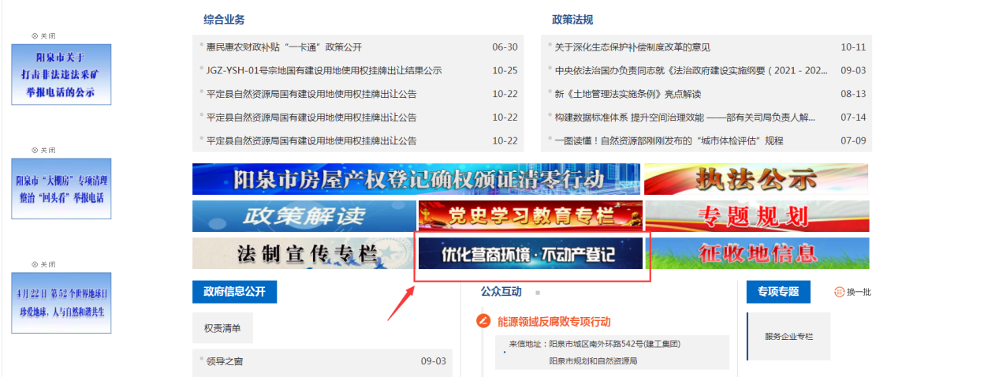 综合业务
惠民惠农财政补贴“一卡通”政策公开 06-30
JGZ-YSH-01号宗地国有建设用地使用权挂牌出让结果公示 10-25
平定县自然资源局国有建设用地使用权挂牌出让公告 10-22
平定县自然资源局国有建设用地使用权挂牌出让公告 10-22
平定县自然资源局国有建设用地使用权挂牌出让公告 10-22
政策法规
关于深化生态保护补偿制度改革的意见 10-11
中央依法治国办负责同志就《法治政府建设实施纲要（2021－202... 09-03
新《土地管理法实施条例》亮点解读 08-13
构建数据标准体系 提升空间治理效能 ——部有关司局负责人解... 07-14
一图读懂！自然资源部刚刚发布的“城市体检评估”规程 07-09
关闭
阳泉市关于
打击非法违法采矿
举报电话的公示
关闭
阳泉市“大棚房”专项清理
整治“回头看”举报电话
关闭
4月22日 第52个世界地球日
珍爱地球，人与自然和谐共生
阳泉市房屋产权登记确权颁证清零行动
执法公示
政策解读
党史学习教育专栏
专题规划
法制宣传专栏
优化营商环境·不动产登记
征收地信息
政府信息公开
权责清单
领导之窗 09-03
公众互动
能源领域反腐败专项行动
来信地址：阳泉市城区南外环路542号(建工集团)
阳泉市规划和自然资源局
专项专题
换一批
服务企业专栏